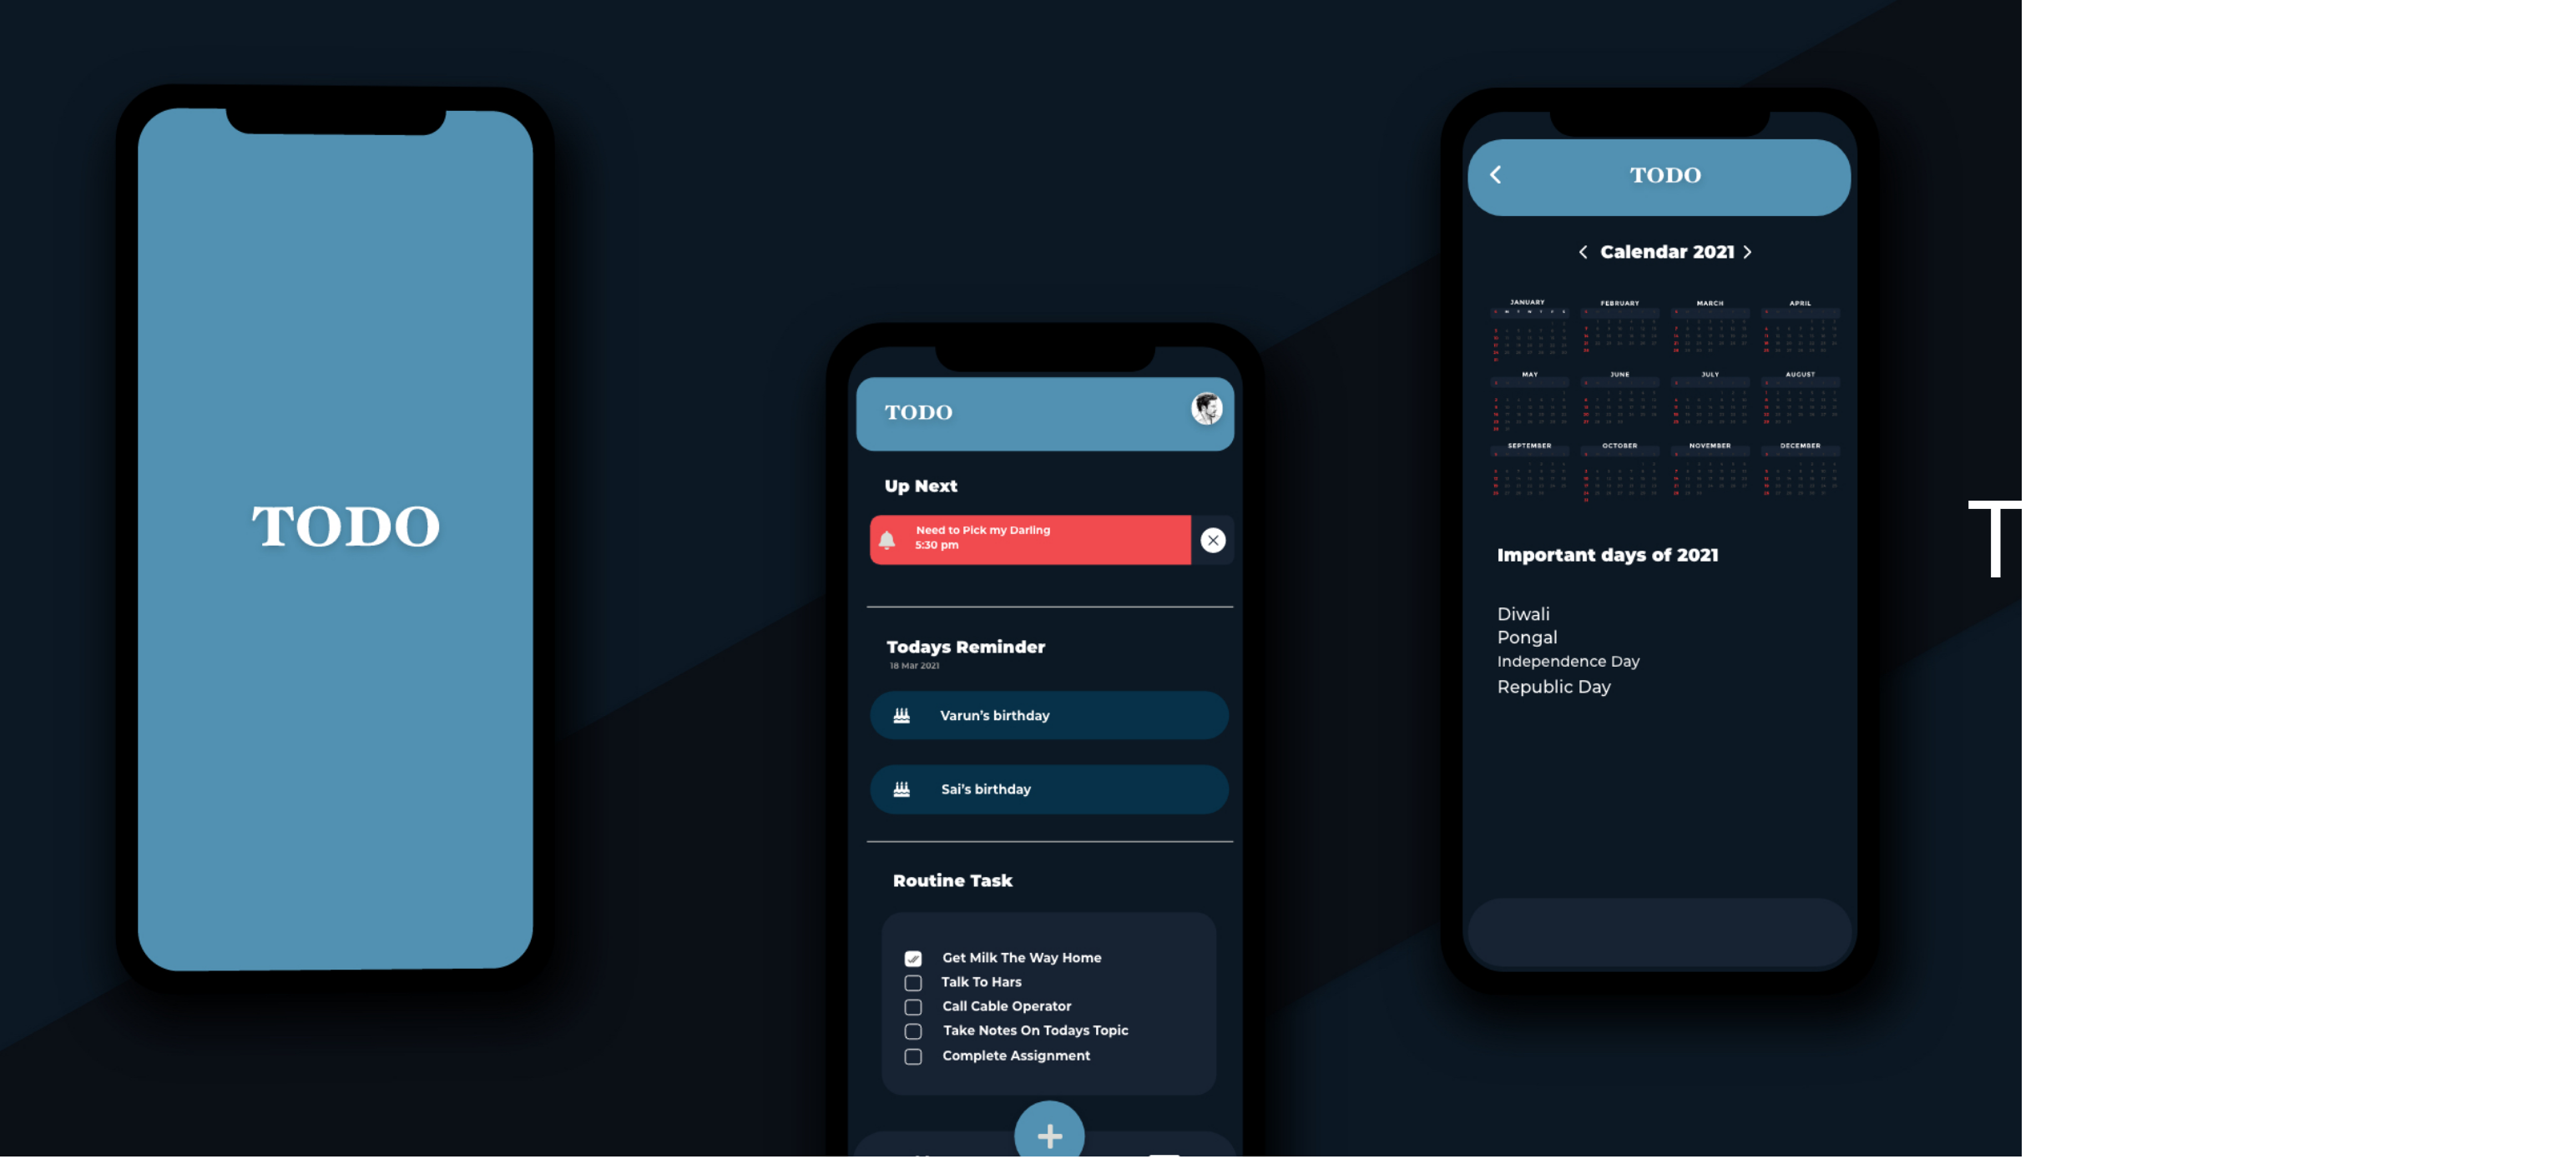 TODO
TODO
Up Next
Need to Pick my Darling
5:30 pm
Todays Reminder
18 Mar 2021
Varun's birthday
Sai's birthday
Routine Task
Get Milk The Way Home
Talk To Hars
Call Cable Operator
Take Notes On Todays Topic
Complete Assignment
TODO
Calendar 2021
JANUARY FEBRUARY MARCH APRIL
MAY JUNE JULY AUGUST
SEPTEMBER OCTOBER NOVEMBER DECEMBER
Important days of 2021
Diwali
Pongal
Independence Day
Republic Day
T